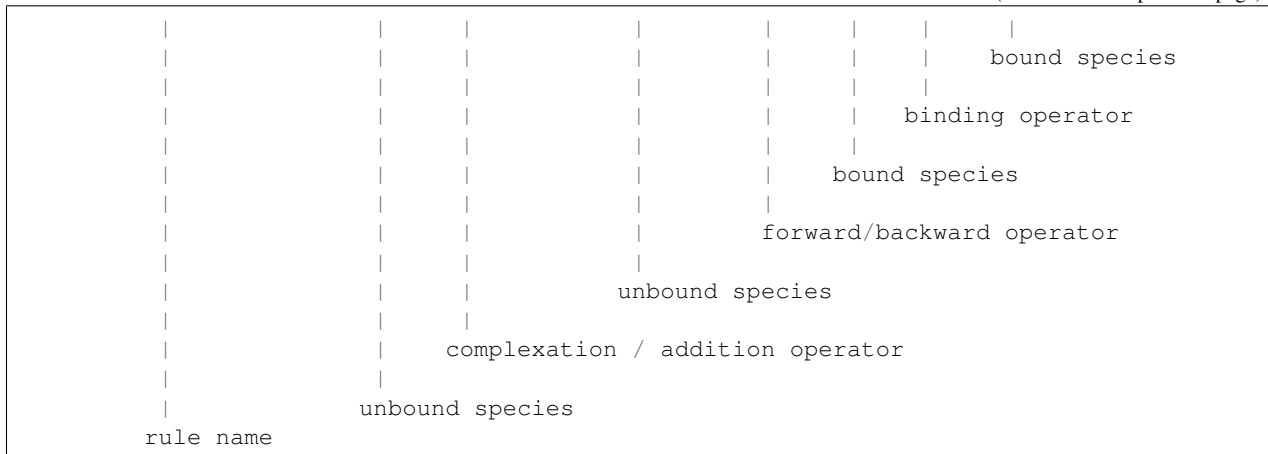 |              |     |           |        |     |    |     |
|              |     |           |        |     |    |    bound species
|              |     |           |        |     |    |
|              |     |           |        |     |   binding operator
|              |     |           |        |     |
|              |     |           |        |    bound species
|              |     |           |        |
|              |     |           |        forward/backward operator
|              |     |           |
|              |     |          unbound species
|              |     |
|              |    complexation / addition operator
|              |
|             unbound species
rule name